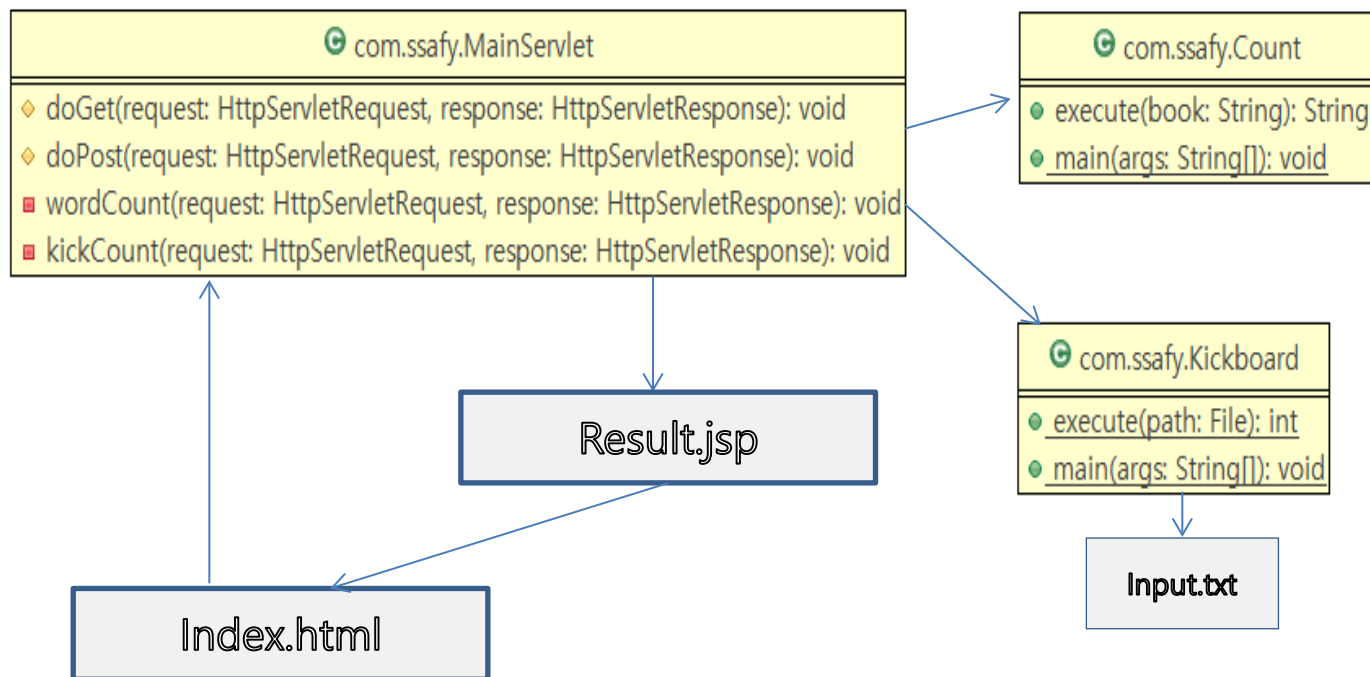 com.ssafy.MainServlet
doGet(request: HttpServletRequest, response: HttpServletResponse): void
doPost(request: HttpServletRequest, response: HttpServletResponse): void
wordCount(request: HttpServletRequest, response: HttpServletResponse): void
kickCount(request: HttpServletRequest, response: HttpServletResponse): void
com.ssafy.Count
execute(book: String): String
main(args: String[]): void
com.ssafy.Kickboard
execute(path: File): int
main(args: String[]): void
Result.jsp
Input.txt
Index.html